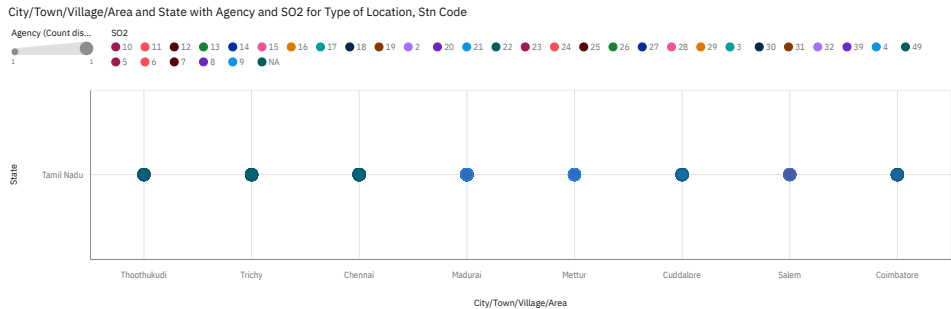 City/Town/Village/Area and State with Agency and SO2 for Type of Location, Stn Code
Agency (Count dis...
1 1
SO2
10 11 12 13 14 15 16 17 18 19 2 20 21 22 23 24 25 26 27 28 29 3 30 31 32 39 4 49
5 6 7 8 9 NA
State
Tamil Nadu
Thoothukudi Trichy Chennai Madurai Mettur Cuddalore Salem Coimbatore
City/Town/Village/Area